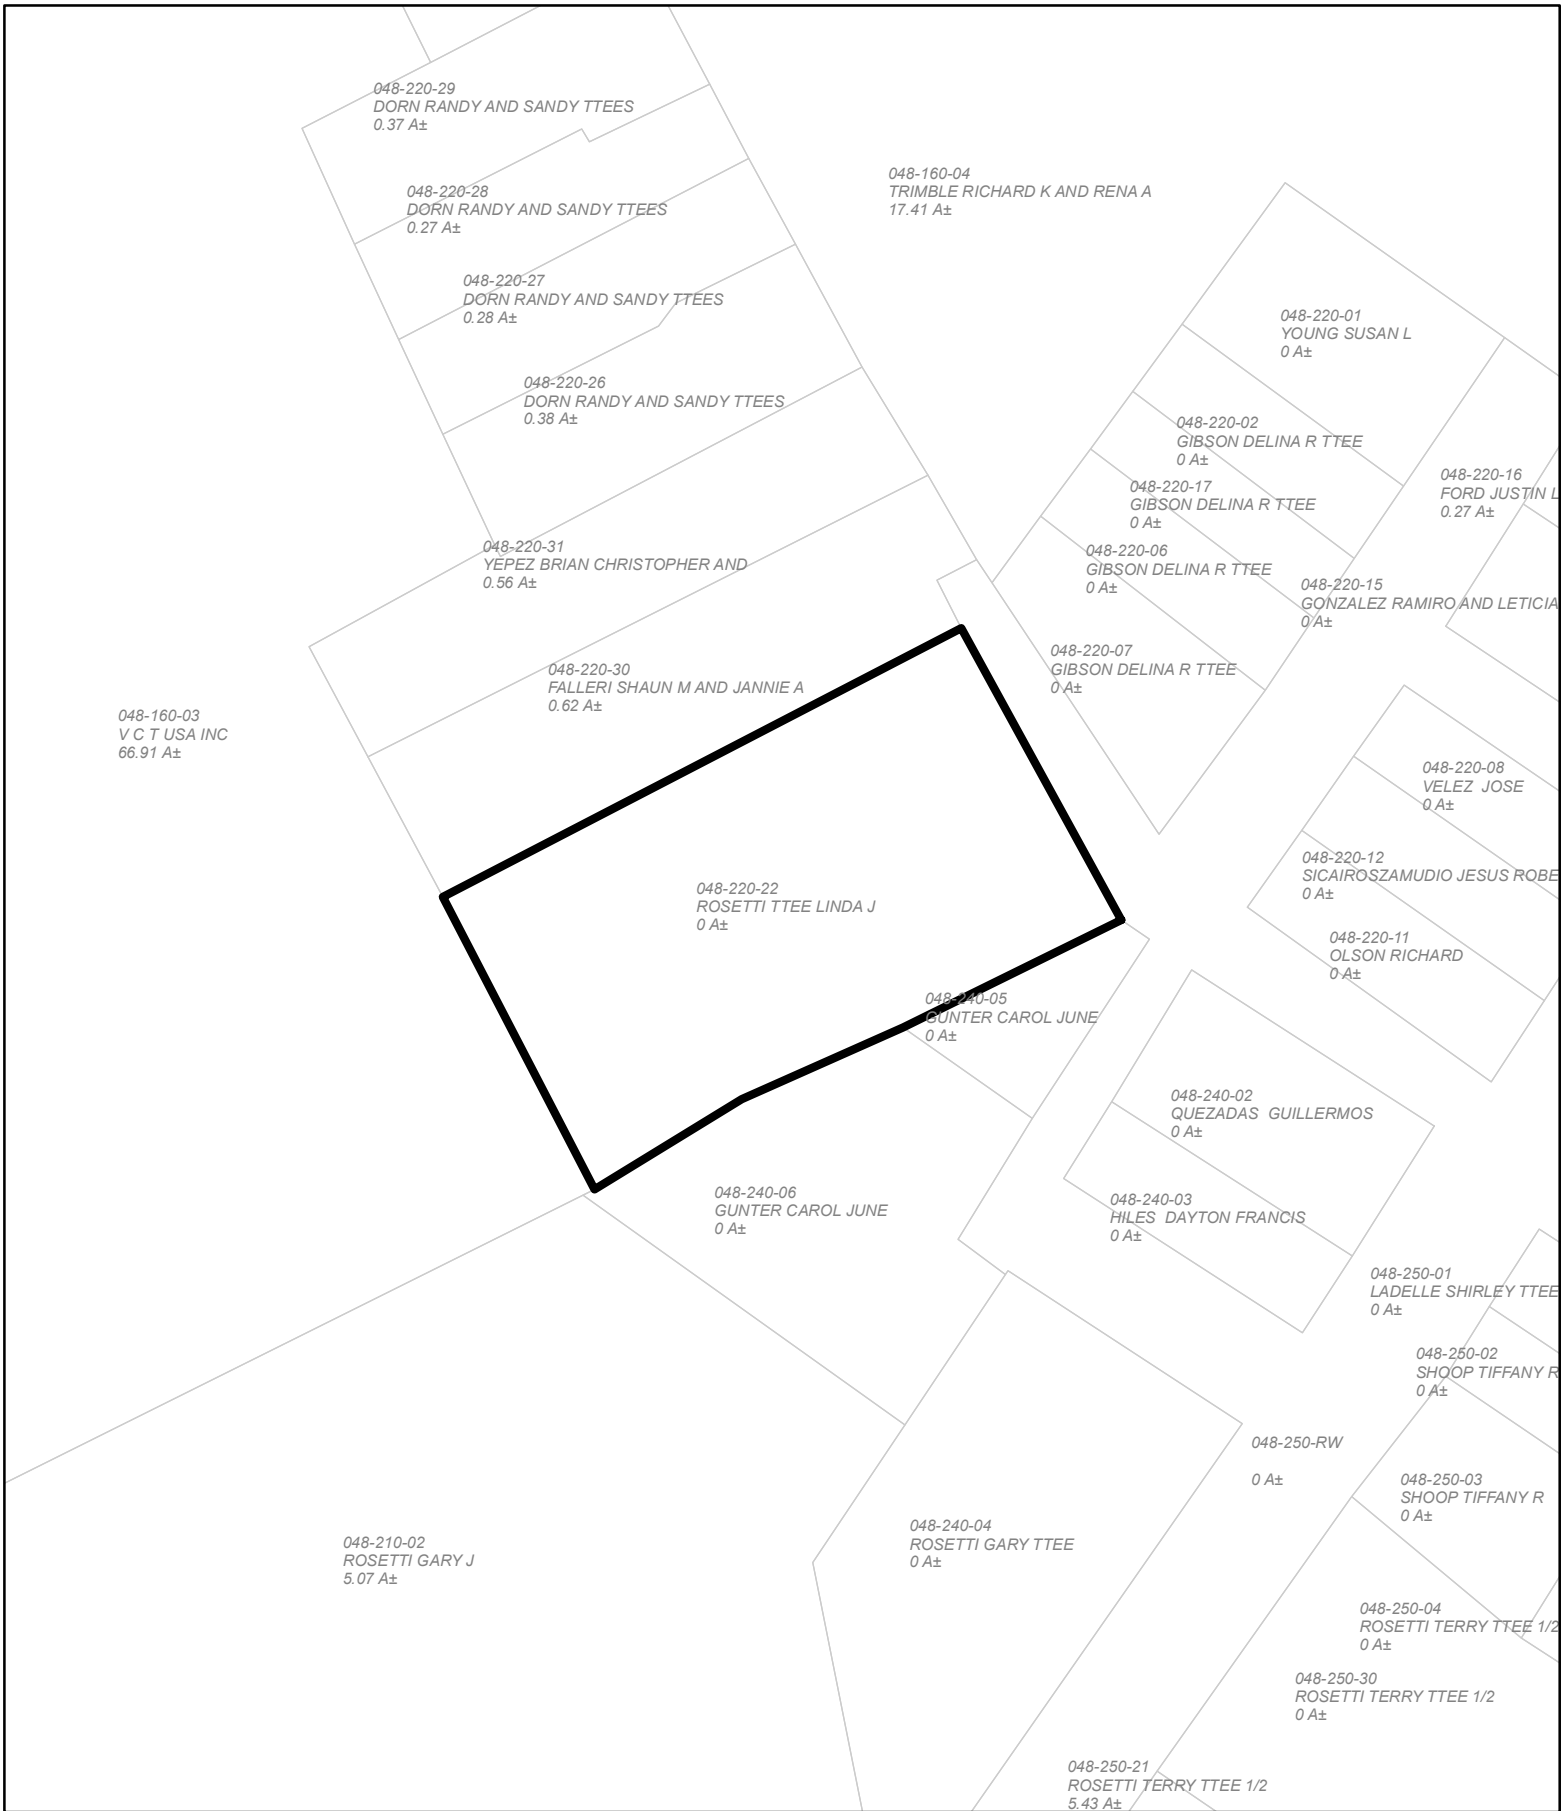 048-220-29
DORN RANDY AND SANDY TTEES
0.37 A±
048-160-04
TRIMBLE RICHARD K AND RENA A
17.41 A±
048-220-28
DORN RANDY AND SANDY TTEES
0.27 A±
048-220-27
DORN RANDY AND SANDY TTEES
0.28 A±
048-220-01
YOUNG SUSAN L
0 A±
048-220-26
DORN RANDY AND SANDY TTEES
0.38 A±
048-220-02
GIBSON DELINA R TTEE
0 A±
048-220-16
FORD JUSTIN L
0.27 A±
048-220-17
GIBSON DELINA R TTEE
0 A±
048-220-31
YEPEZ BRIAN CHRISTOPHER AND
0.56 A±
048-220-06
GIBSON DELINA R TTEE
0 A±
048-220-15
GONZALEZ RAMIRO AND LETICIA
0 A±
048-220-07
GIBSON DELINA R TTEE
0 A±
048-220-30
FALLERI SHAUN M AND JANNIE A
0.62 A±
048-160-03
V C T USA INC
66.91 A±
048-220-08
VELEZ  JOSE
0 A±
048-220-12
SICAIROSZAMUDIO JESUS ROBE
0 A±
048-220-22
ROSETTI TTEE LINDA J
0 A±
048-220-11
OLSON RICHARD
0 A±
048-240-05
GUNTER CAROL JUNE
0 A±
048-240-02
QUEZADAS  GUILLERMOS
0 A±
048-240-06
GUNTER CAROL JUNE
0 A±
048-240-03
HILES  DAYTON FRANCIS
0 A±
048-250-01
LADELLE SHIRLEY TTEE
0 A±
048-250-02
SHOOP TIFFANY R
0 A±
048-250-RW
0 A±
048-250-03
SHOOP TIFFANY R
0 A±
048-240-04
ROSETTI GARY TTEE
0 A±
048-210-02
ROSETTI GARY J
5.07 A±
048-250-04
ROSETTI TERRY TTEE 1/2
0 A±
048-250-30
ROSETTI TERRY TTEE 1/2
0 A±
048-250-21
ROSETTI TERRY TTEE 1/2
5.43 A±